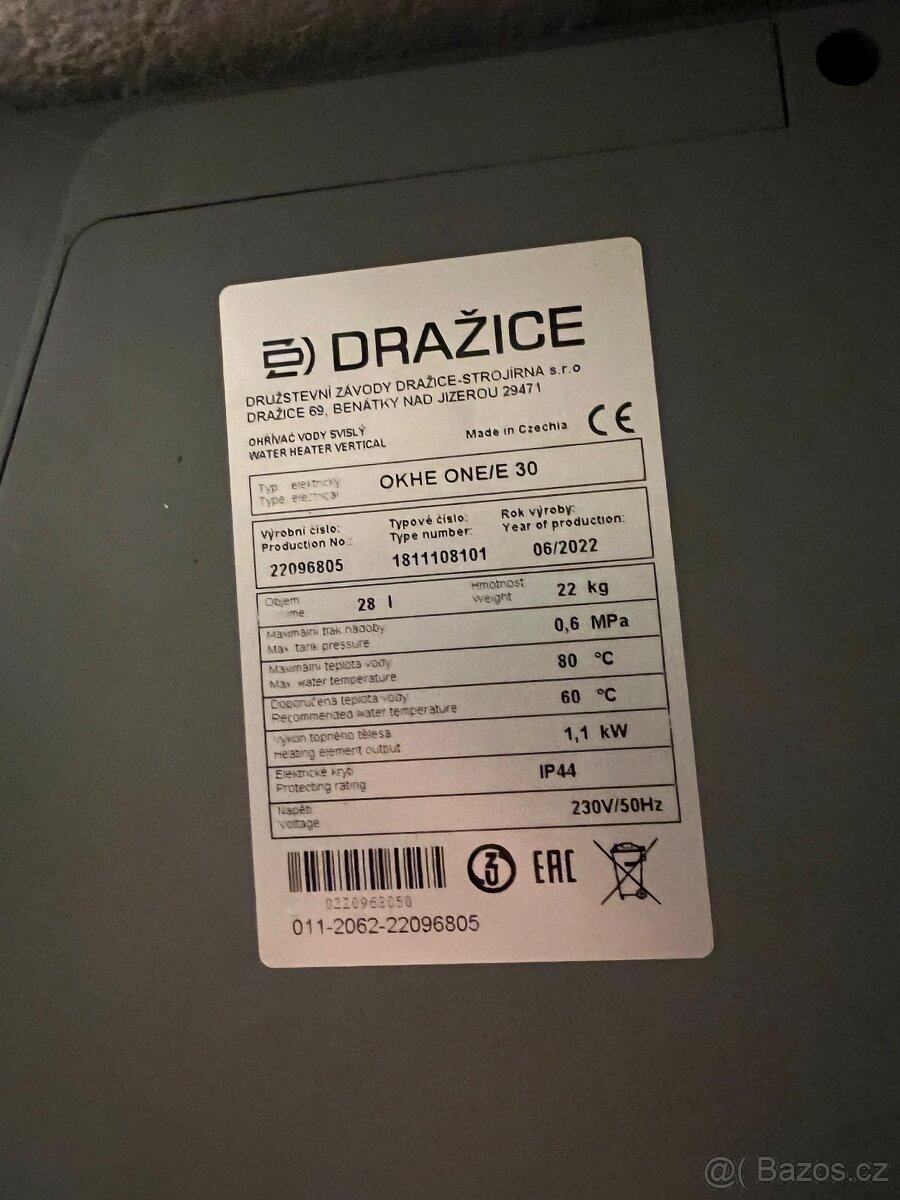 DRAŽICE
DRUŽSTEVNÍ ZÁVODY DRAŽICE-STROJÍRNA s.r.o
DRAŽICE 69, BENÁTKY NAD JIZEROU 29471
OHŘÍVAČ VODY SVISLÝ
WATER HEATER VERTICAL
Made in Czechia CE
Typ elektrický
Type electrical
OKHE ONE/E 30
Výrobní číslo:
Production No.:
22096805
Typové číslo:
Type number:
1811108101
Rok výroby:
Year of production:
06/2022
Objem
28 l
Hmotnost
Weight
22 kg
Maximální tlak nádoby
Max. tank pressure
0,6 MPa
Maximální teplota vody
Max. water temperature
80 °C
Doporučená teplota vody
Recommended water temperature
60 °C
Výkon topného tělesa
Heating element output
1,1 kW
Elektrické krytí
Protecting rating
IP44
Napětí
Voltage
230V/50Hz
EAC
011-2062-22096805
@( Bazos.cz